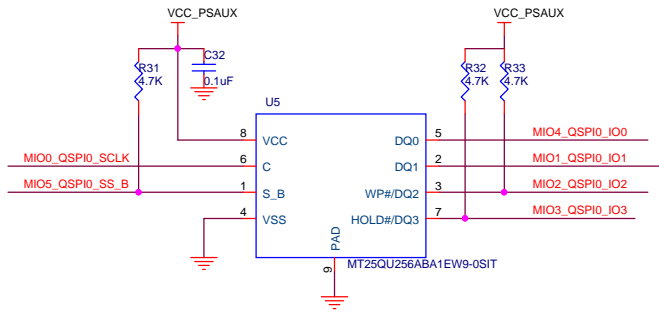 VCC_PSAUX
VCC_PSAUX
R31
4.7K
C32
0.1uF
R32
4.7K
R33
4.7K
U5
8 VCC DQ0 5 MIO4_QSPI0_IO0
MIO0_QSPI0_SCLK 6 C DQ1 2 MIO1_QSPI0_IO1
MIO5_QSPI0_SS_B 1 S_B WP#/DQ2 3 MIO2_QSPI0_IO2
4 VSS HOLD#/DQ3 7 MIO3_QSPI0_IO3
PAD
9
MT25QU256ABA1EW9-0SIT